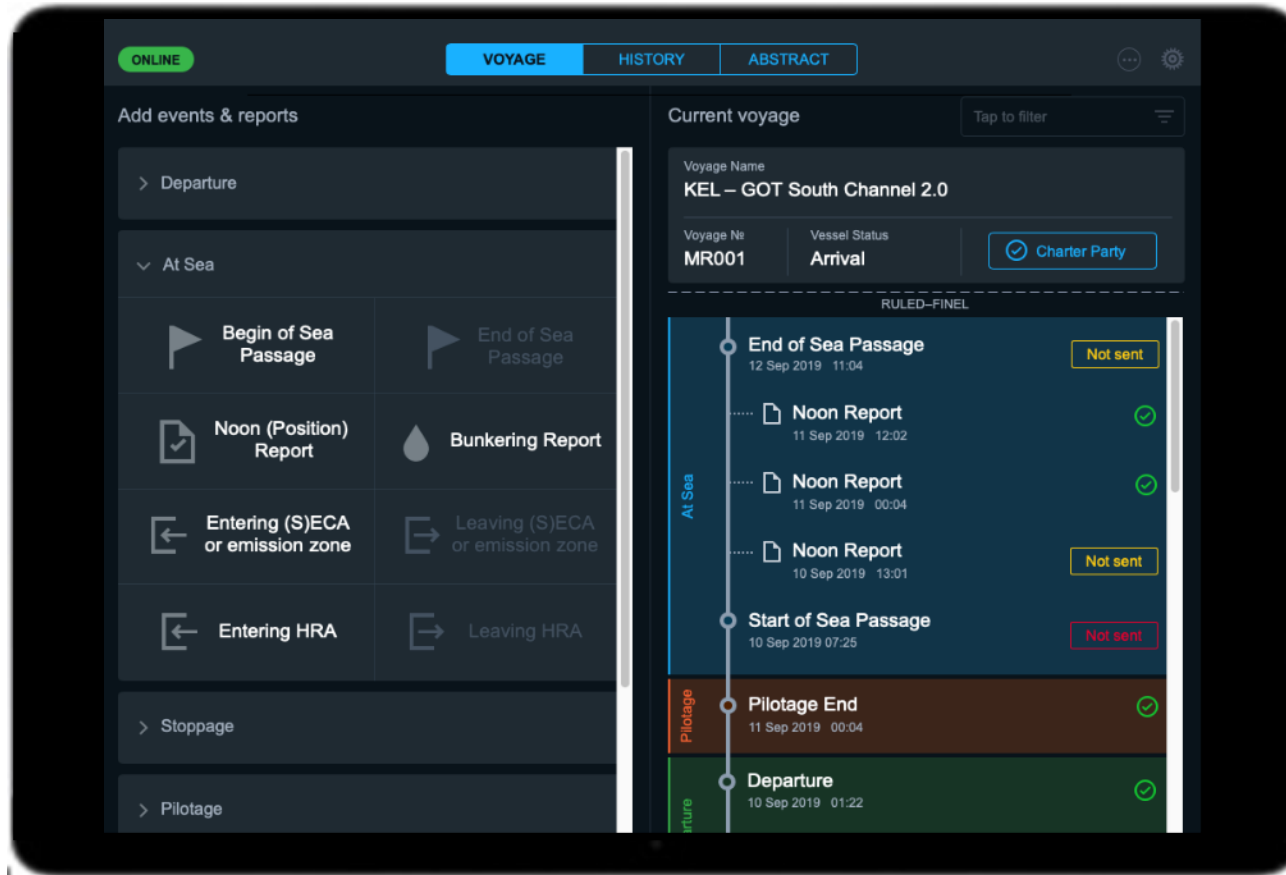 ONLINE
VOYAGE
HISTORY
ABSTRACT
Add events & reports
Departure
At Sea
Begin of Sea
Passage
End of Sea
Passage
Noon (Position)
Report
Bunkering Report
Entering (S)ECA
or emission zone
Leaving (S)ECA
or emission zone
Entering HRA
Leaving HRA
Stoppage
Pilotage
Current voyage
Tap to filter
Voyage Name
KEL – GOT South Channel 2.0
Voyage №
MR001
Vessel Status
Arrival
Charter Party
RULED–FINEL
At Sea
End of Sea Passage
12 Sep 2019 11:04
Not sent
Noon Report
11 Sep 2019 12:02
Noon Report
11 Sep 2019 00:04
Noon Report
10 Sep 2019 13:01
Not sent
Start of Sea Passage
10 Sep 2019 07:25
Not sent
Pilotage
Pilotage End
11 Sep 2019 00:04
Departure
10 Sep 2019 01:22